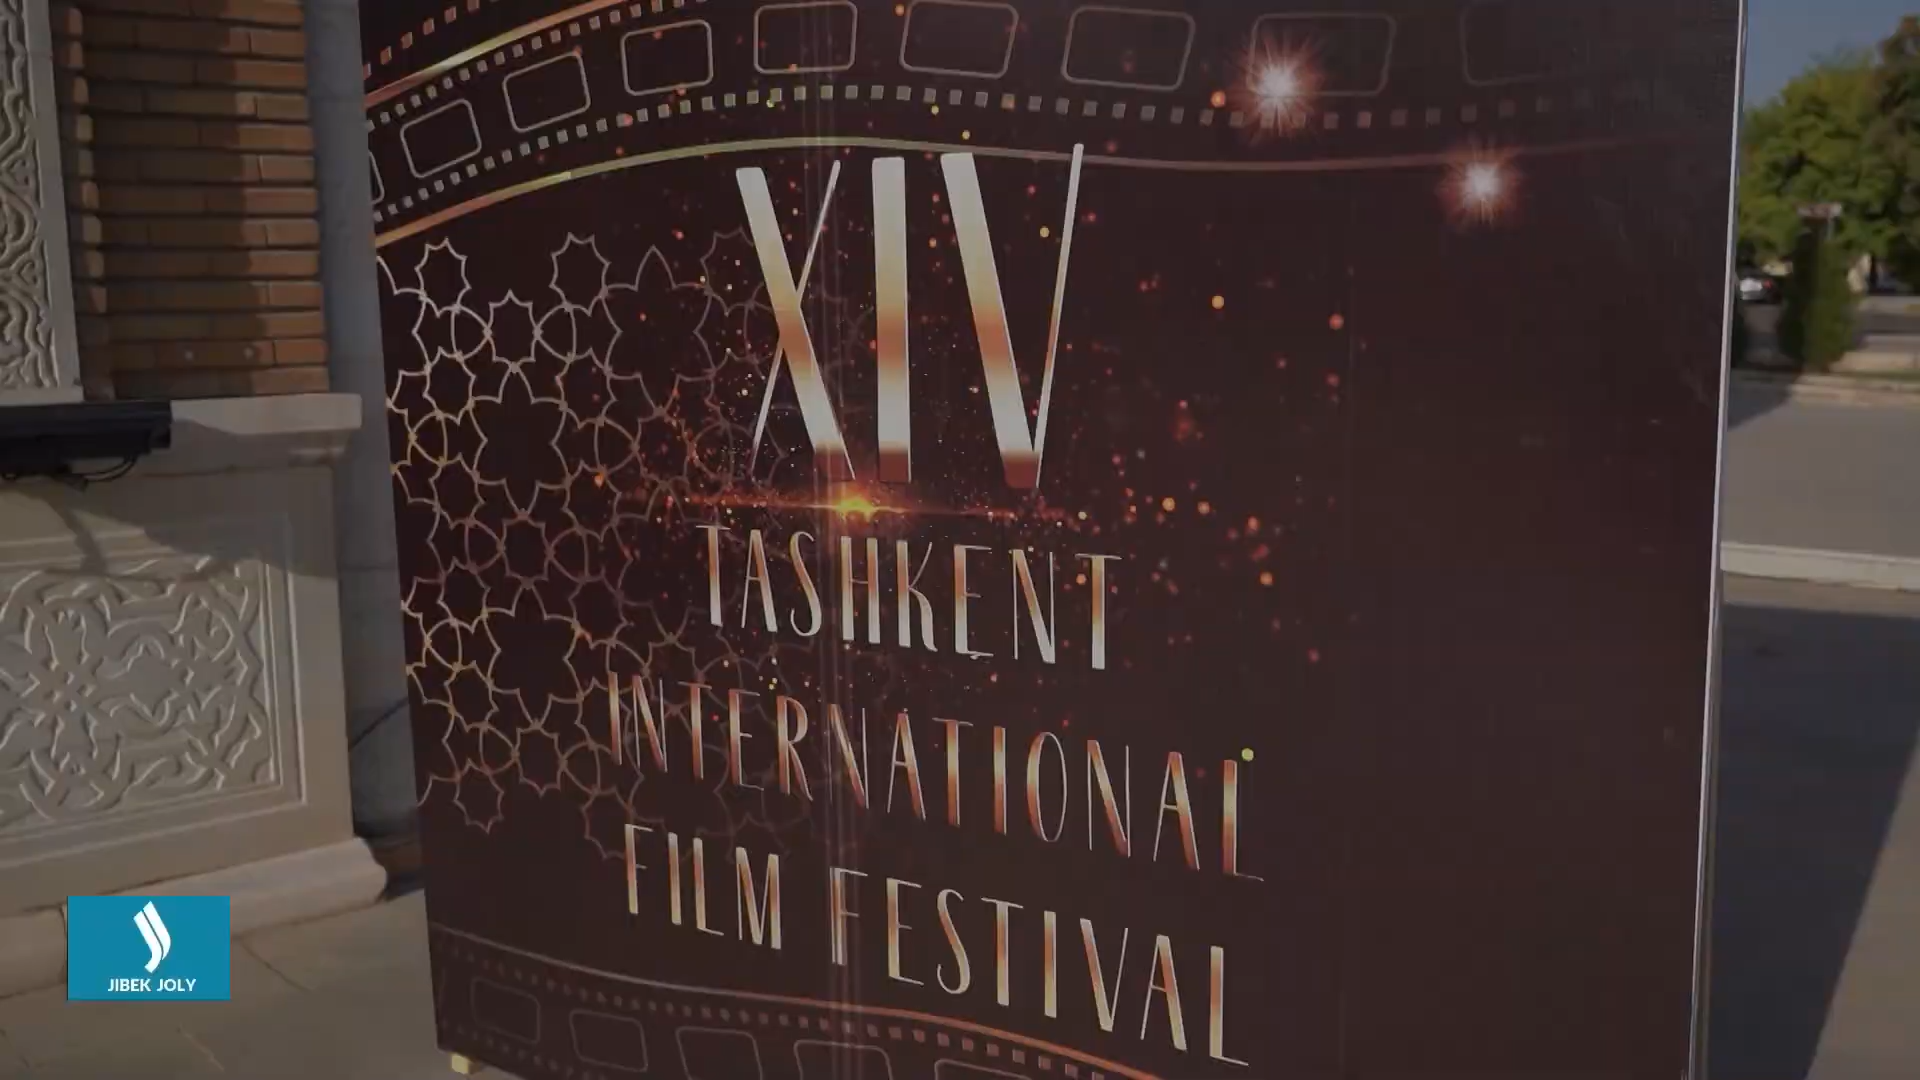 XIV
TASHKENT
INTERNATIONAL
FILM FESTIVAL
JIBEK JOLY